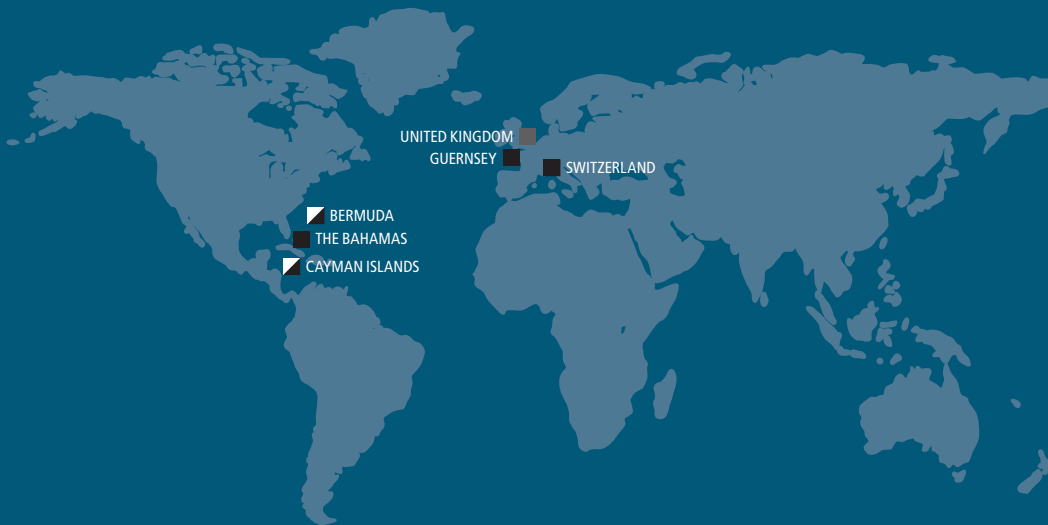 UNITED KINGDOM
GUERNSEY
SWITZERLAND
BERMUDA
THE BAHAMAS
CAYMAN ISLANDS